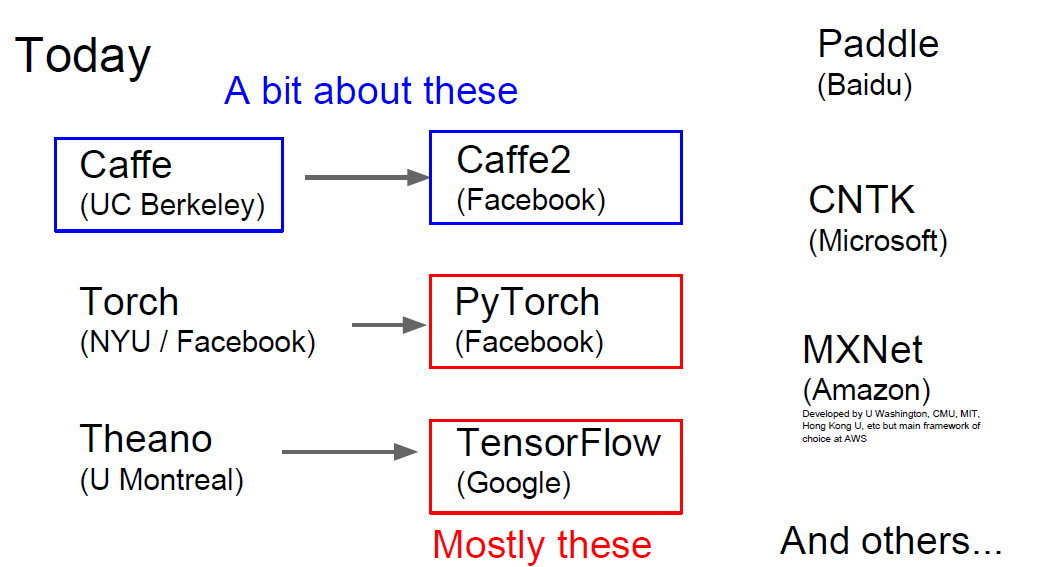 Today
A bit about these
Caffe
(UC Berkeley)
Caffe2
(Facebook)
Torch
(NYU / Facebook)
PyTorch
(Facebook)
Theano
(U Montreal)
TensorFlow
(Google)
Mostly these
Paddle
(Baidu)
CNTK
(Microsoft)
MXNet
(Amazon)
Developed by U Washington, CMU, MIT,
Hong Kong U, etc but main framework of
choice at AWS
And others...